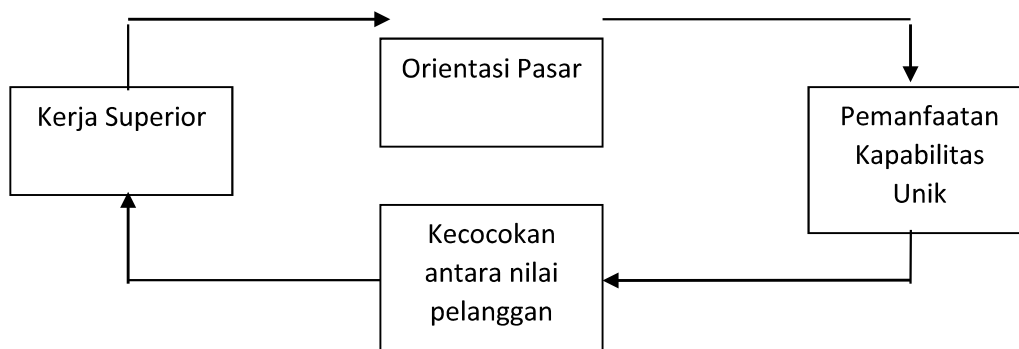 Orientasi Pasar
Kerja Superior
Pemanfaatan
Kapabilitas
Unik
Kecocokan
antara nilai
pelanggan